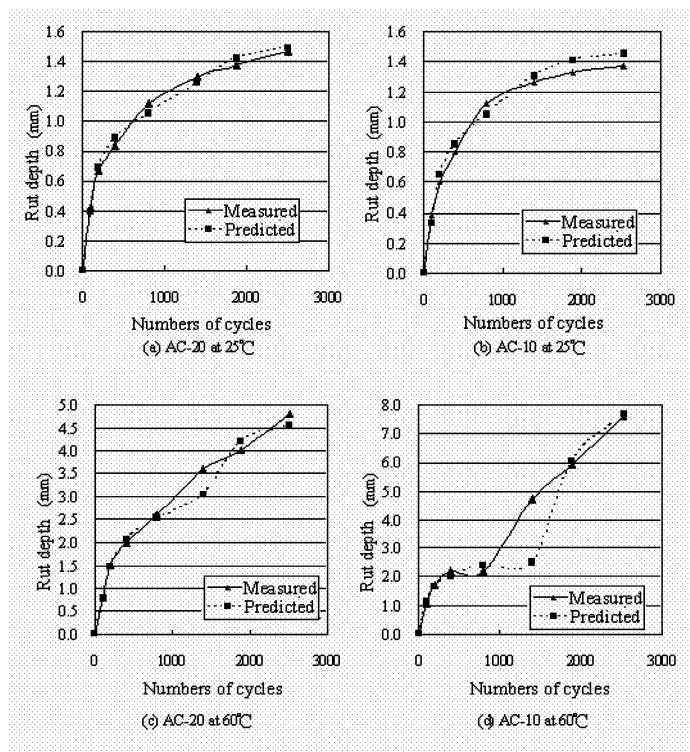 1.6
1.4
1.2
1.0
0.8
0.6
0.4
0.2
0.0
Rut depth (mm)
Measured
Predicted
0 1000 2000 3000
Numbers of cycles
(a) AC-20 at 25℃
1.6
1.4
1.2
1.0
0.8
0.6
0.4
0.2
0.0
Rut depth (mm)
Measured
Predicted
0 1000 2000 3000
Numbers of cycles
(b) AC-10 at 25℃
5.0
4.5
4.0
3.5
3.0
2.5
2.0
1.5
1.0
0.5
0.0
Rut depth (mm)
Measured
Predicted
0 1000 2000 3000
Numbers of cycles
(c) AC-20 at 60℃
8.0
7.0
6.0
5.0
4.0
3.0
2.0
1.0
0.0
Rut depth (mm)
Measured
Predicted
0 1000 2000 3000
Numbers of cycles
(d) AC-10 at 60℃